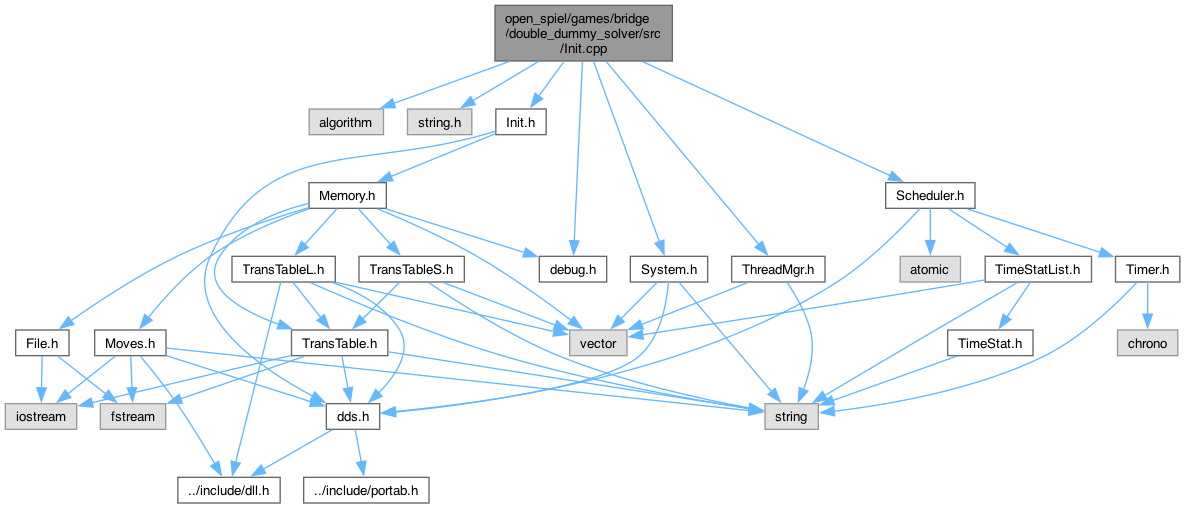 open_spiel/games/bridge
/double_dummy_solver/src
/Init.cpp
algorithm
string.h
Init.h
Memory.h
Scheduler.h
TransTableL.h
TransTableS.h
debug.h
System.h
ThreadMgr.h
atomic
TimeStatList.h
Timer.h
File.h
Moves.h
TransTable.h
vector
TimeStat.h
chrono
iostream
fstream
dds.h
string
../include/dll.h
../include/portab.h